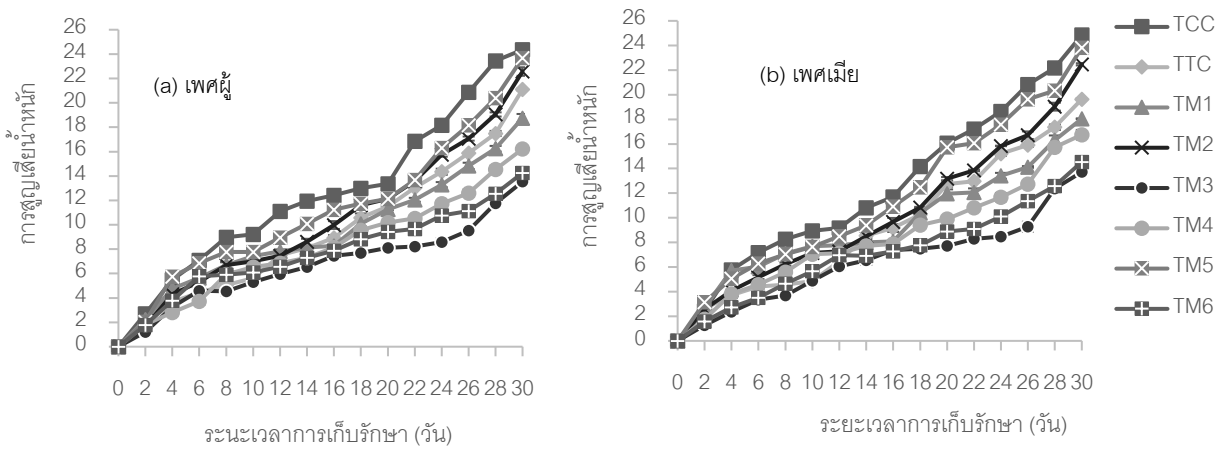 การสูญเสียน้ำหนัก
26
24
22
20
18
16
14
12
10
8
6
4
2
0
(a) เพศผู้
0 2 4 6 8 10 12 14 16 18 20 22 24 26 28 30
ระนะเวลาการเก็บรักษา (วัน)
การสูญเสียน้ำหนัก
26
24
22
20
18
16
14
12
10
8
6
4
2
0
(b) เพศเมีย
0 2 4 6 8 10 12 14 16 18 20 22 24 26 28 30
ระยะเวลาการเก็บรักษา (วัน)
TCC
TTC
TM1
TM2
TM3
TM4
TM5
TM6